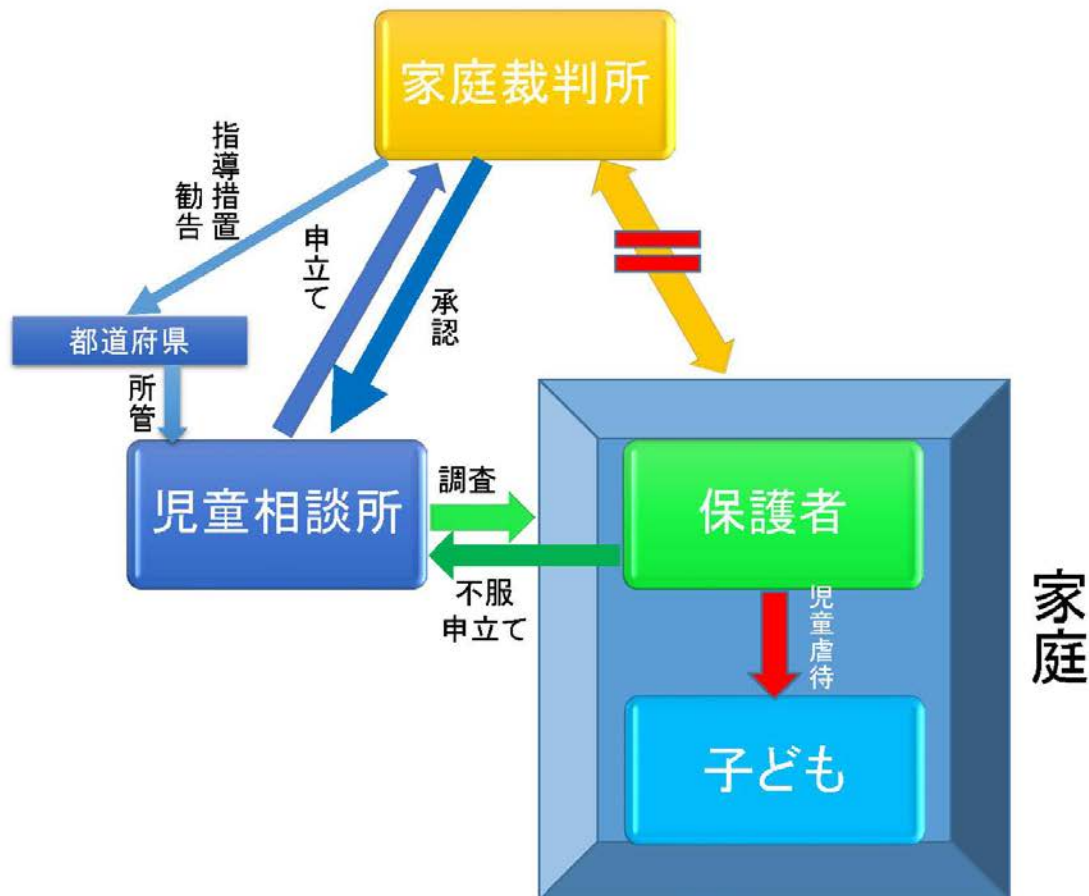 家庭裁判所
指導措置
勧告
申立て
承認
都道府県
所管
児童相談所
調査
不服
申立て
保護者
児童虐待
子ども
家庭